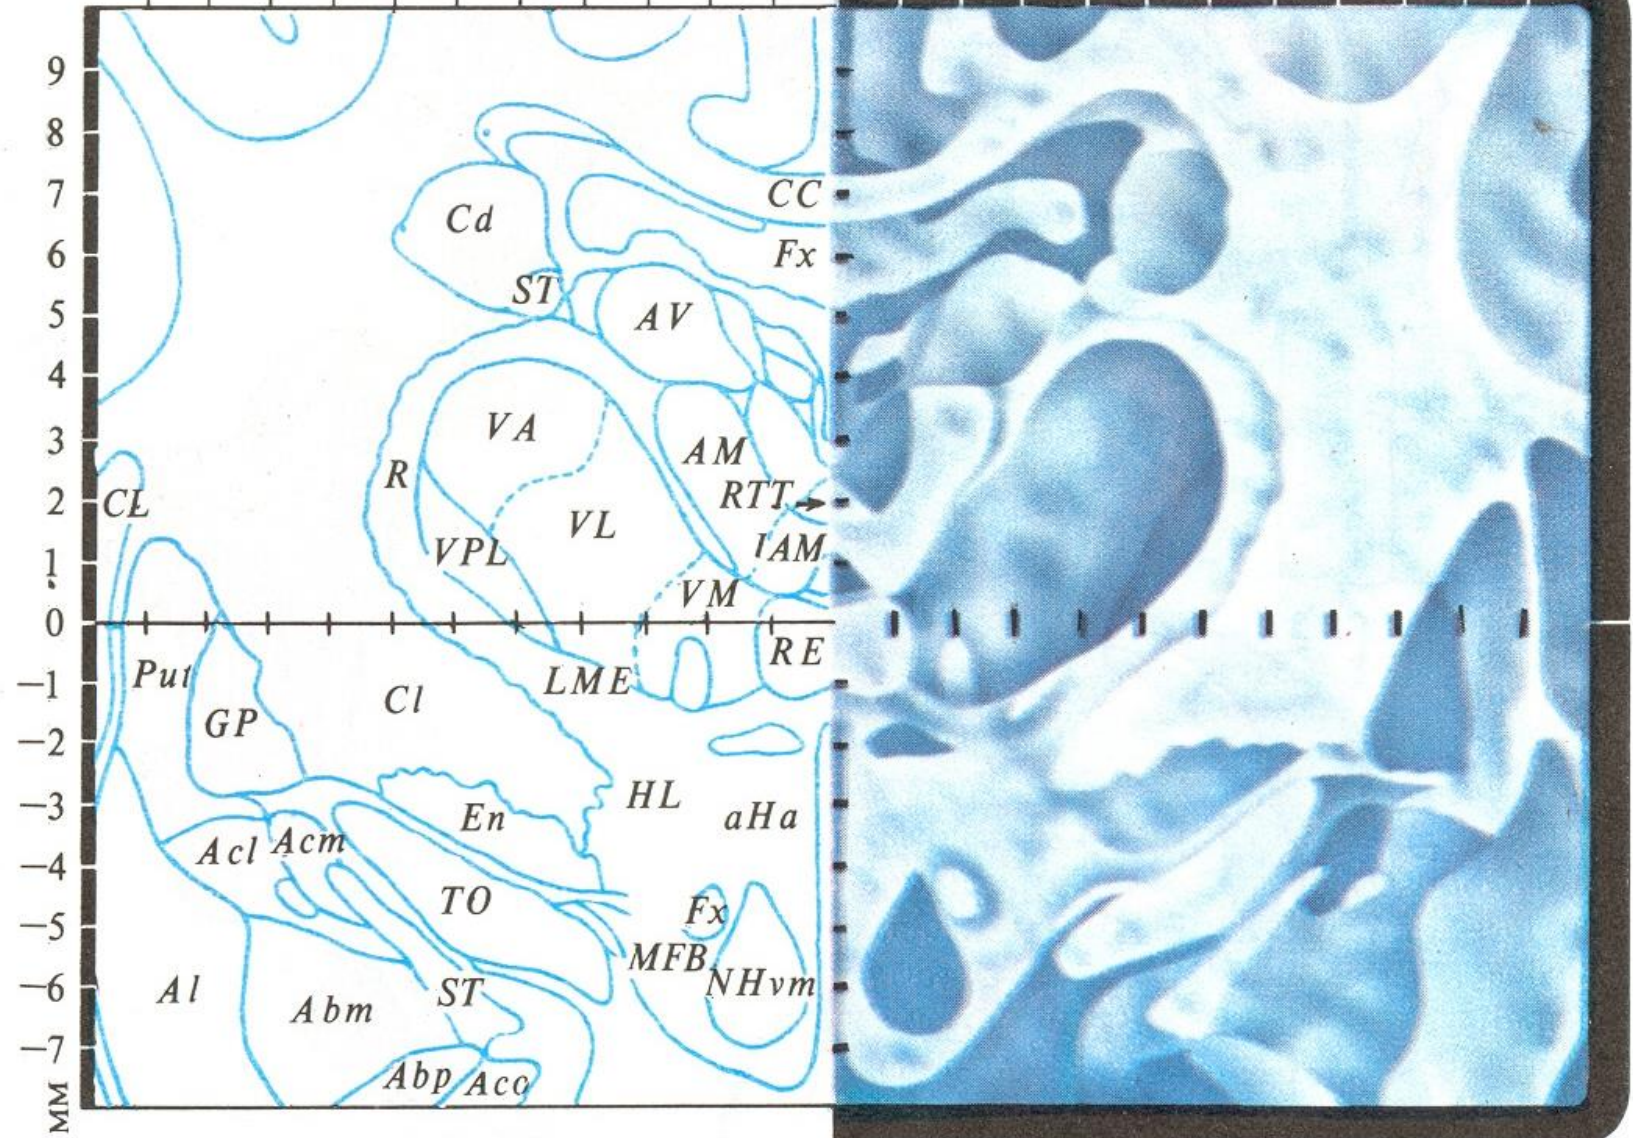 9
8
7
6
5
4
3
2
1
0
−1
−2
−3
−4
−5
−6
−7
MM
CC
Cd
Fx
ST
AV
VA
AM
R
RTT→
CL
VL
VPL
IAM
VM
RE
Put
LME
GP
Cl
HL
En
aHa
Acl
Acm
TO
Fx
MFB
NHvm
Al
ST
Abm
Abp
Aco